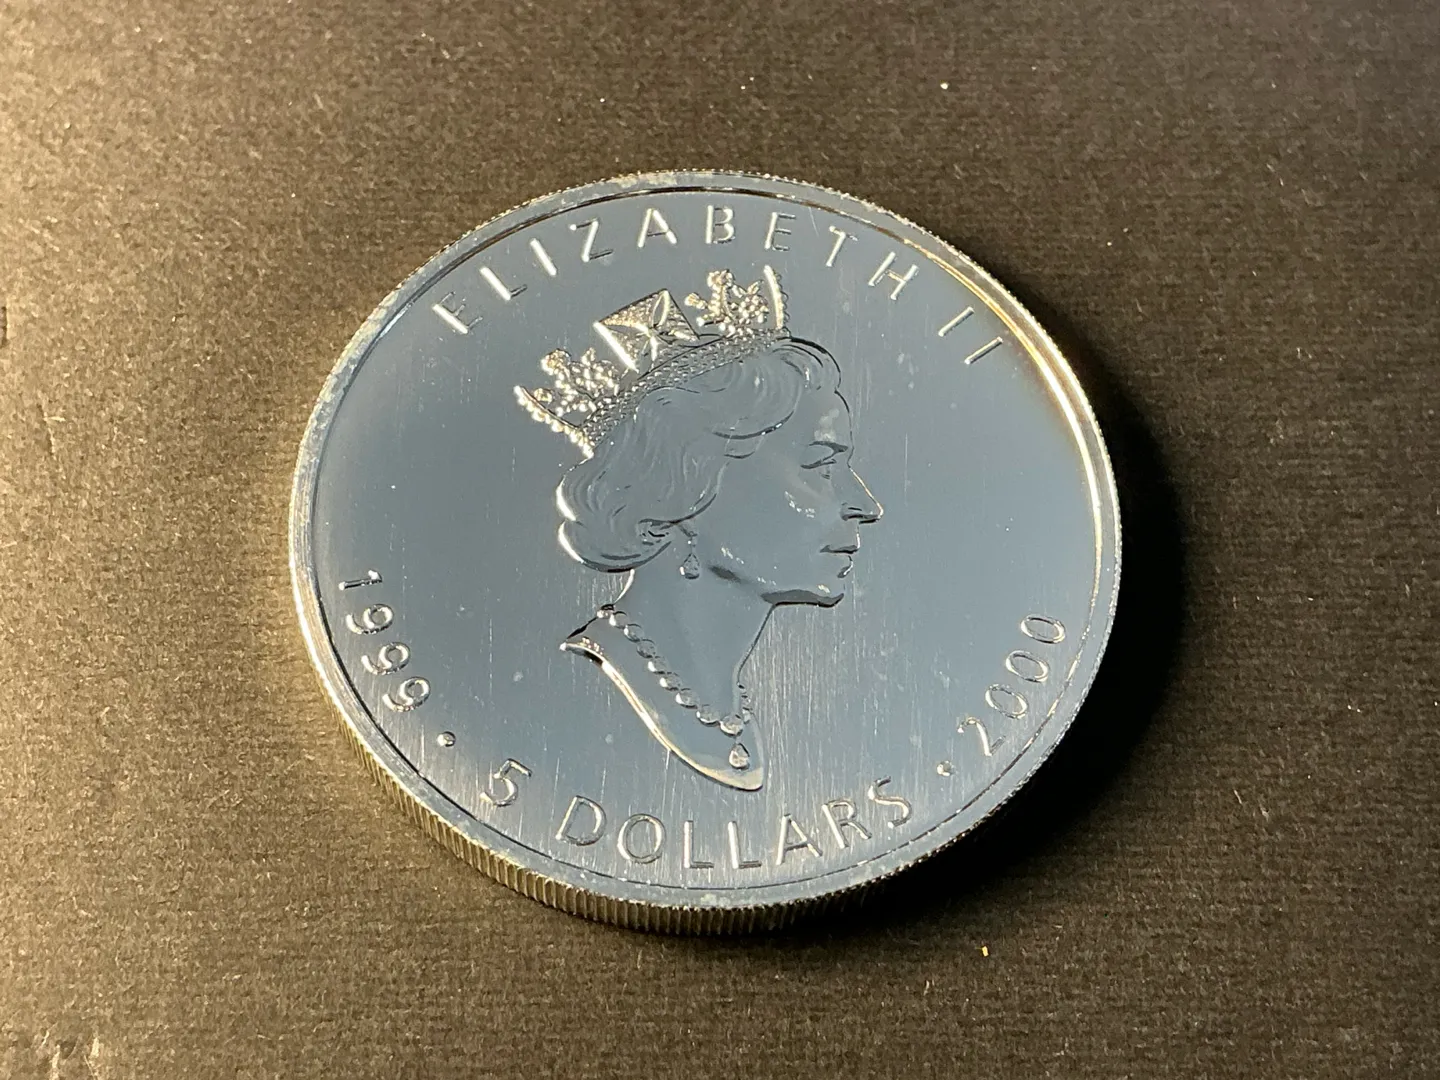 ELIZABETH II
1999 • 5 DOLLARS • 2000